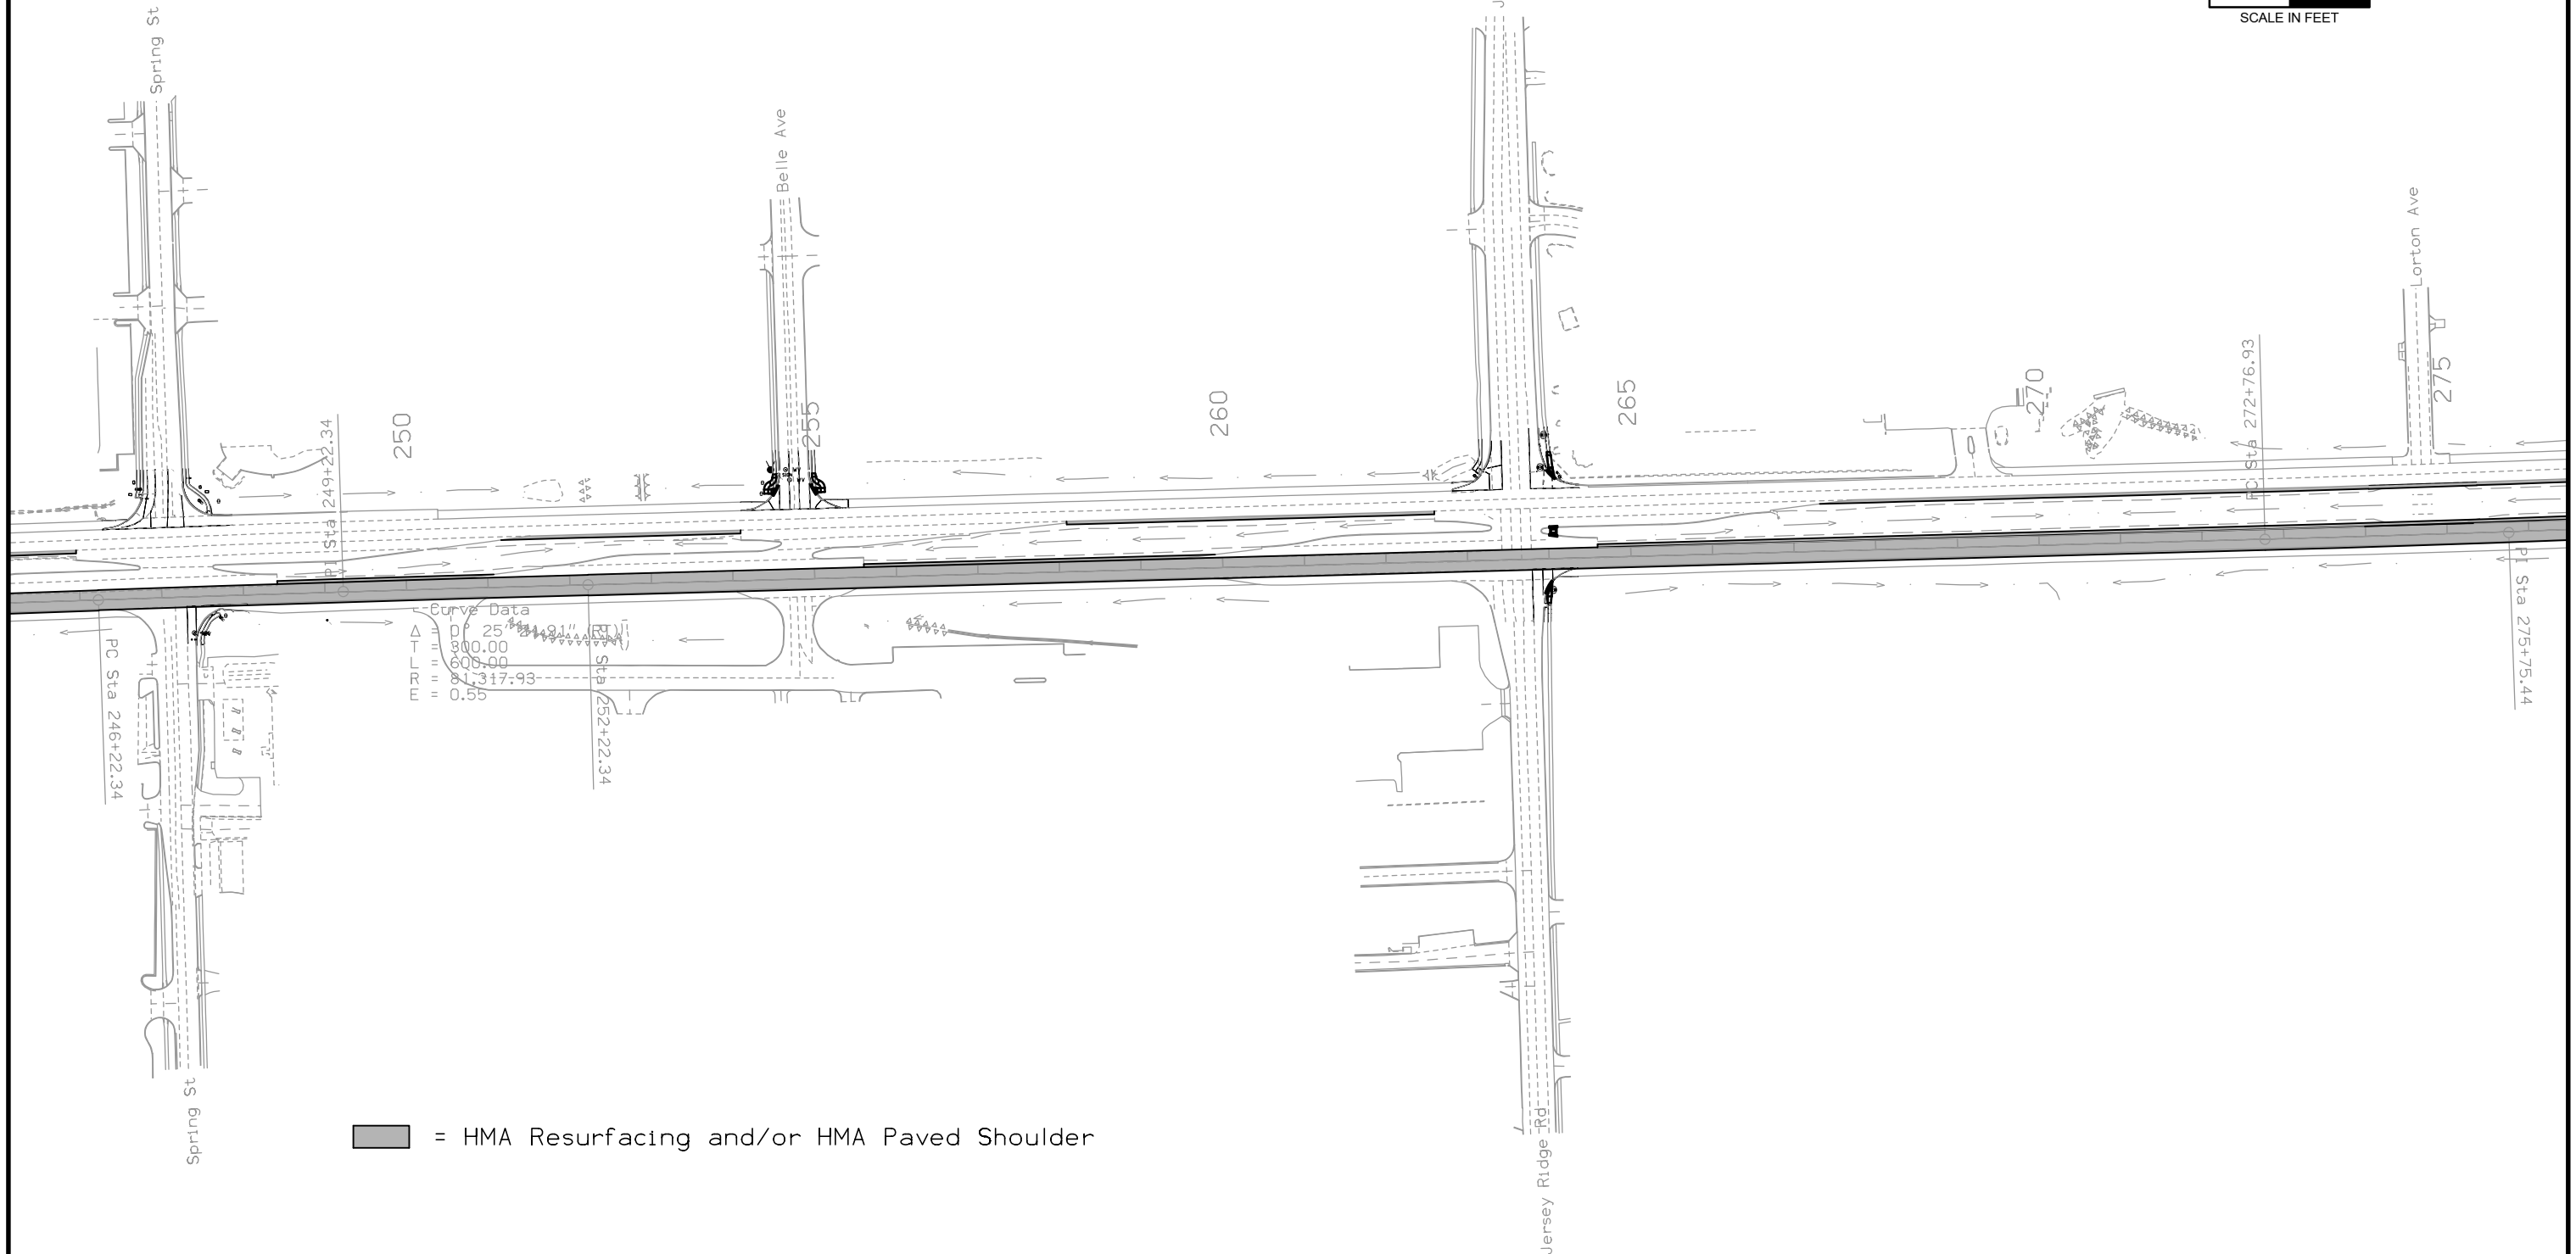 SCALE IN FEET
Spring St
Belle Ave
Lorton Ave
250
255
260
265
270
275
PI Sta 249+22.34
Sta 272+76.93
Curve Data
T = 300.00
L = 600.00
R = 81,317.93
E = 0.55
PC Sta 246+22.34
Sta 252+22.34
PI Sta 275+75.44
Spring St
Jersey Ridge Rd
= HMA Resurfacing and/or HMA Paved Shoulder